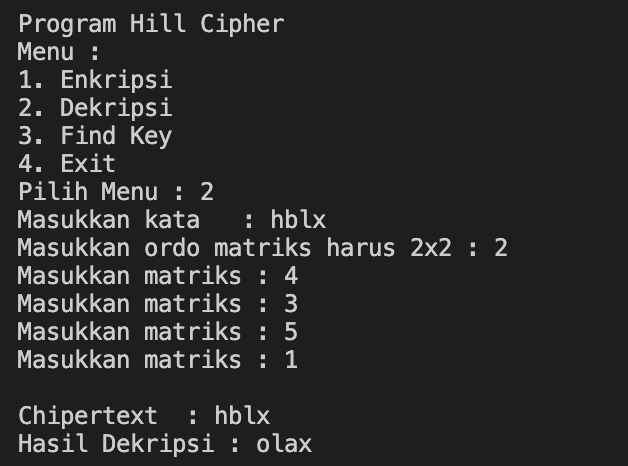 Program Hill Cipher
Menu :
1. Enkripsi
2. Dekripsi
3. Find Key
4. Exit
Pilih Menu : 2
Masukkan kata   : hblx
Masukkan ordo matriks harus 2x2 : 2
Masukkan matriks : 4
Masukkan matriks : 3
Masukkan matriks : 5
Masukkan matriks : 1

Chipertext  : hblx
Hasil Dekripsi : olax